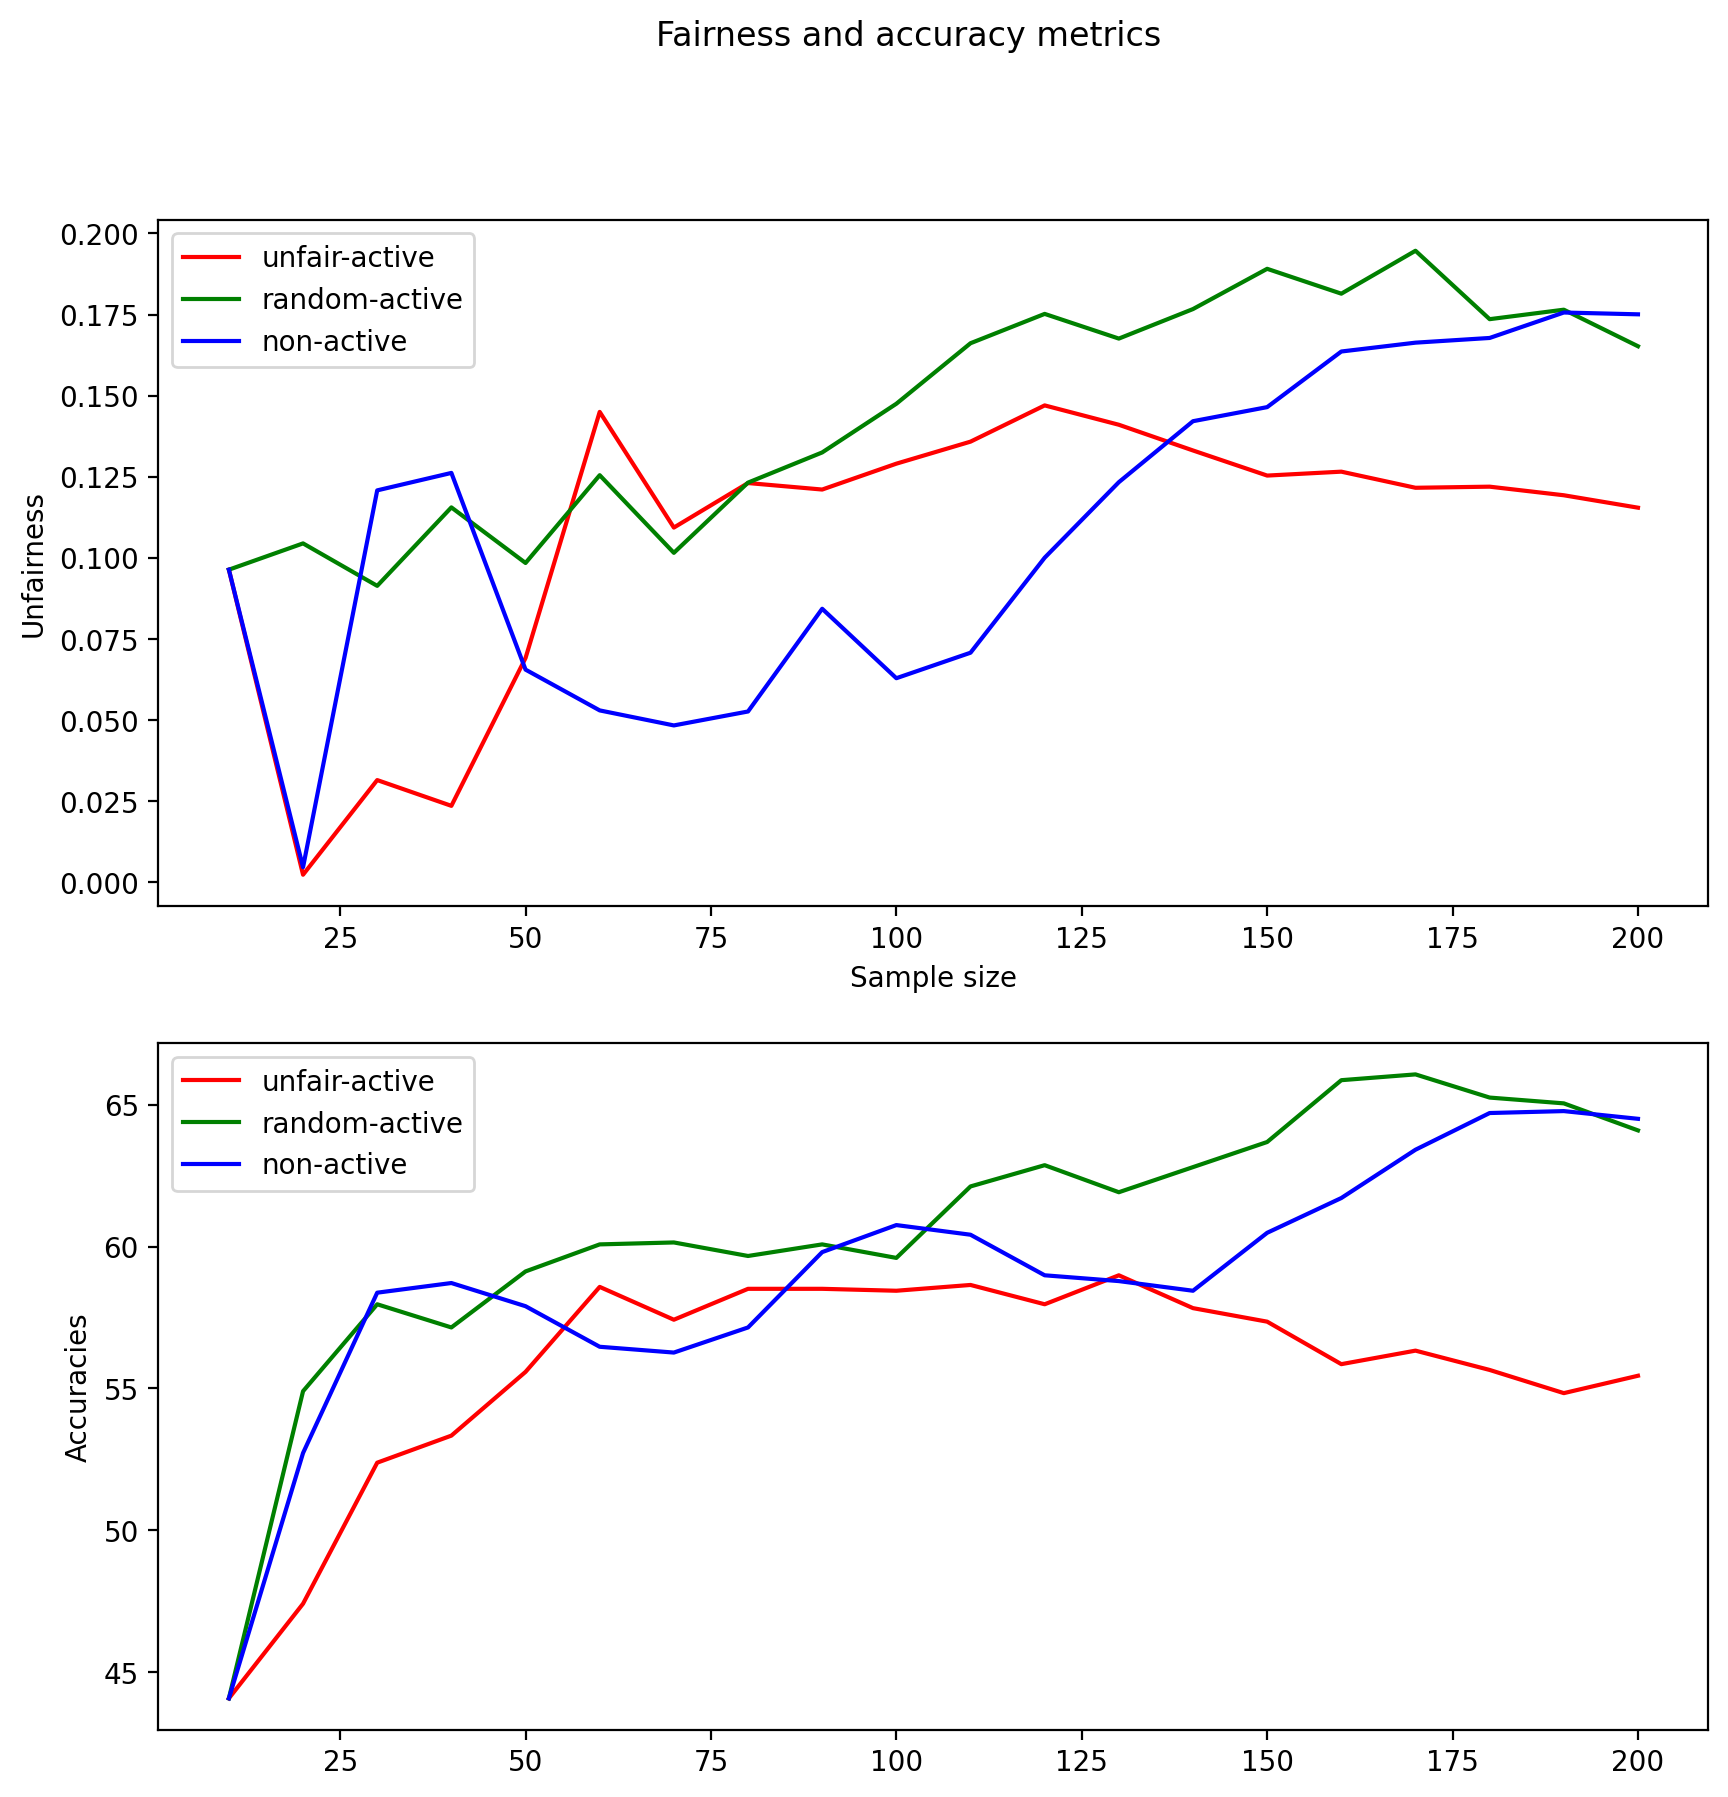 Fairness and accuracy metrics
0.200
0.175
0.150
0.125
0.100
0.075
0.050
0.025
0.000
Unfairness
unfair-active
random-active
non-active
25 50 75 100 125 150 175 200
Sample size
65
60
55
50
45
Accuracies
unfair-active
random-active
non-active
25 50 75 100 125 150 175 200